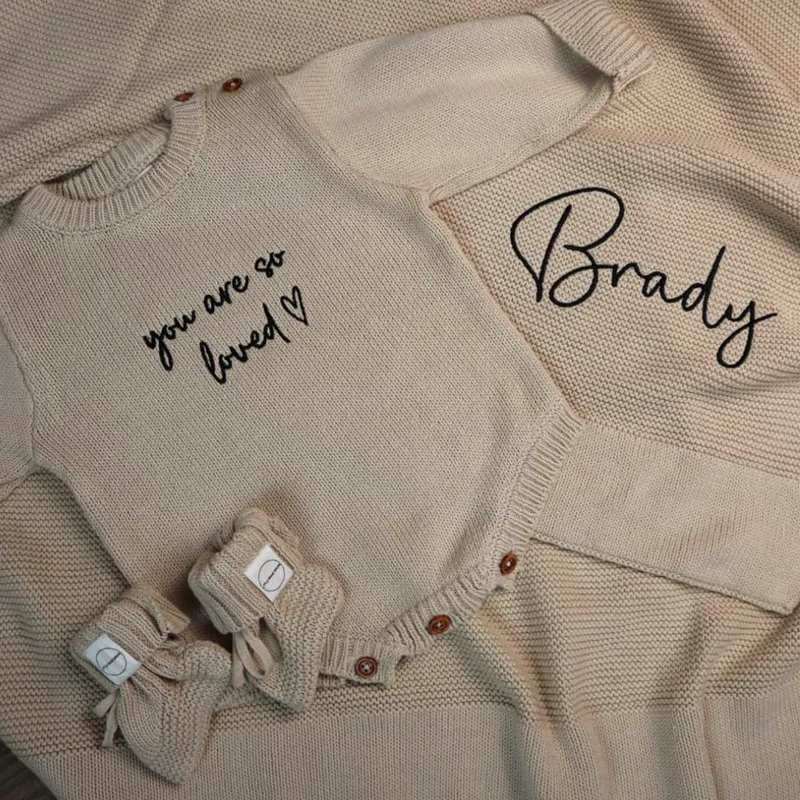 you are so
loved ♡
Brady